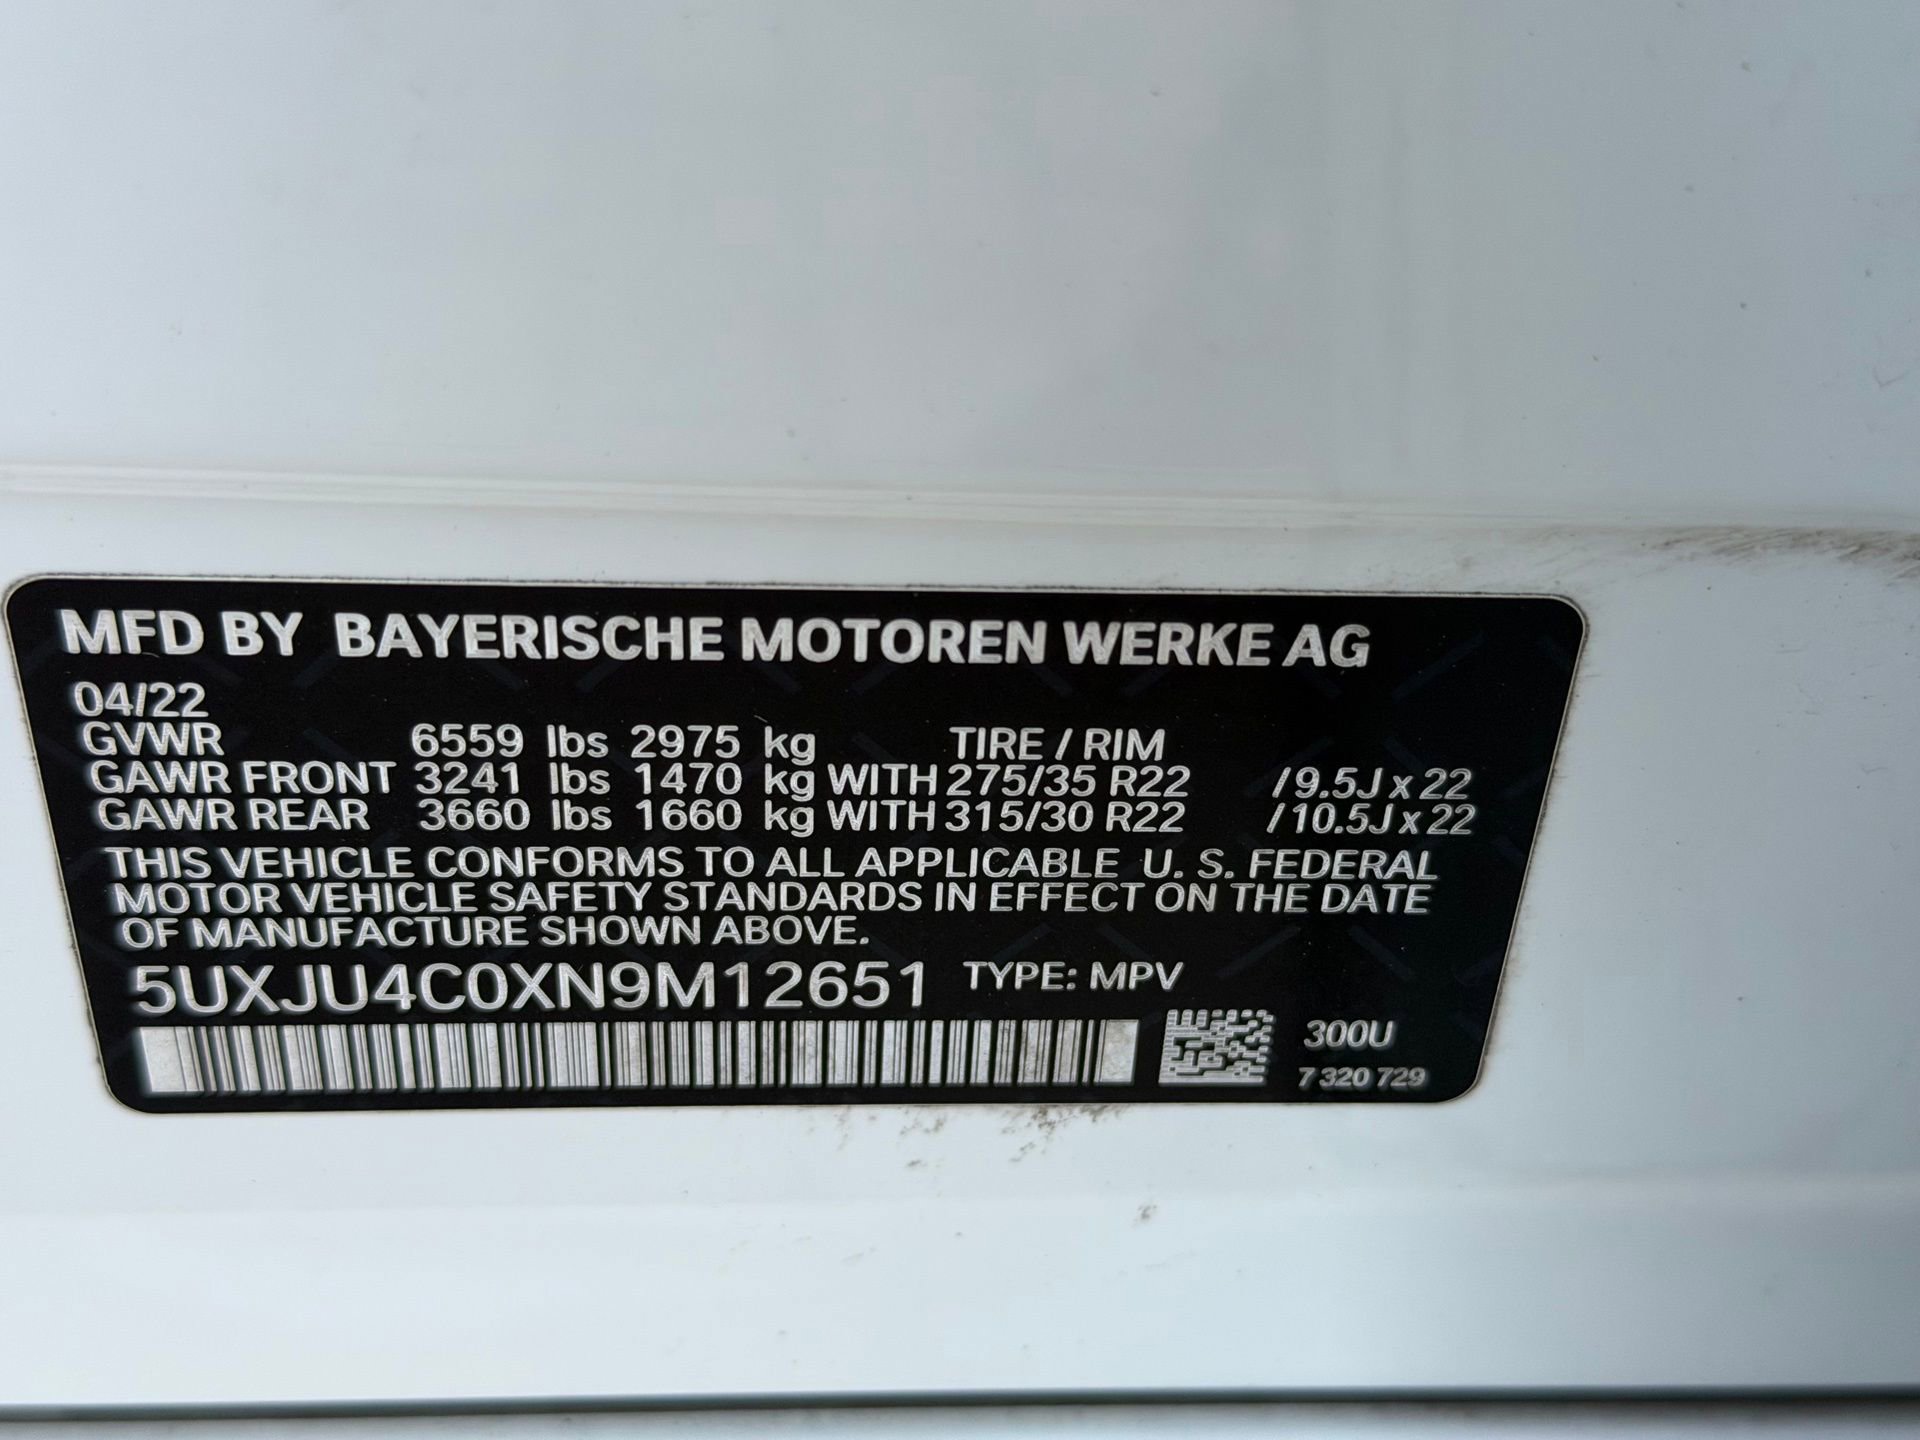 MFD BY BAYERISCHE MOTOREN WERKE AG
04/22
GVWR 6559 lbs 2975 kg TIRE / RIM
GAWR FRONT 3241 lbs 1470 kg WITH 275/35 R22 / 9.5J x 22
GAWR REAR 3660 lbs 1660 kg WITH 315/30 R22 / 10.5J x 22
THIS VEHICLE CONFORMS TO ALL APPLICABLE U. S. FEDERAL
MOTOR VEHICLE SAFETY STANDARDS IN EFFECT ON THE DATE
OF MANUFACTURE SHOWN ABOVE.
5UXJU4C0XN9M12651 TYPE: MPV
300U
7 320 729